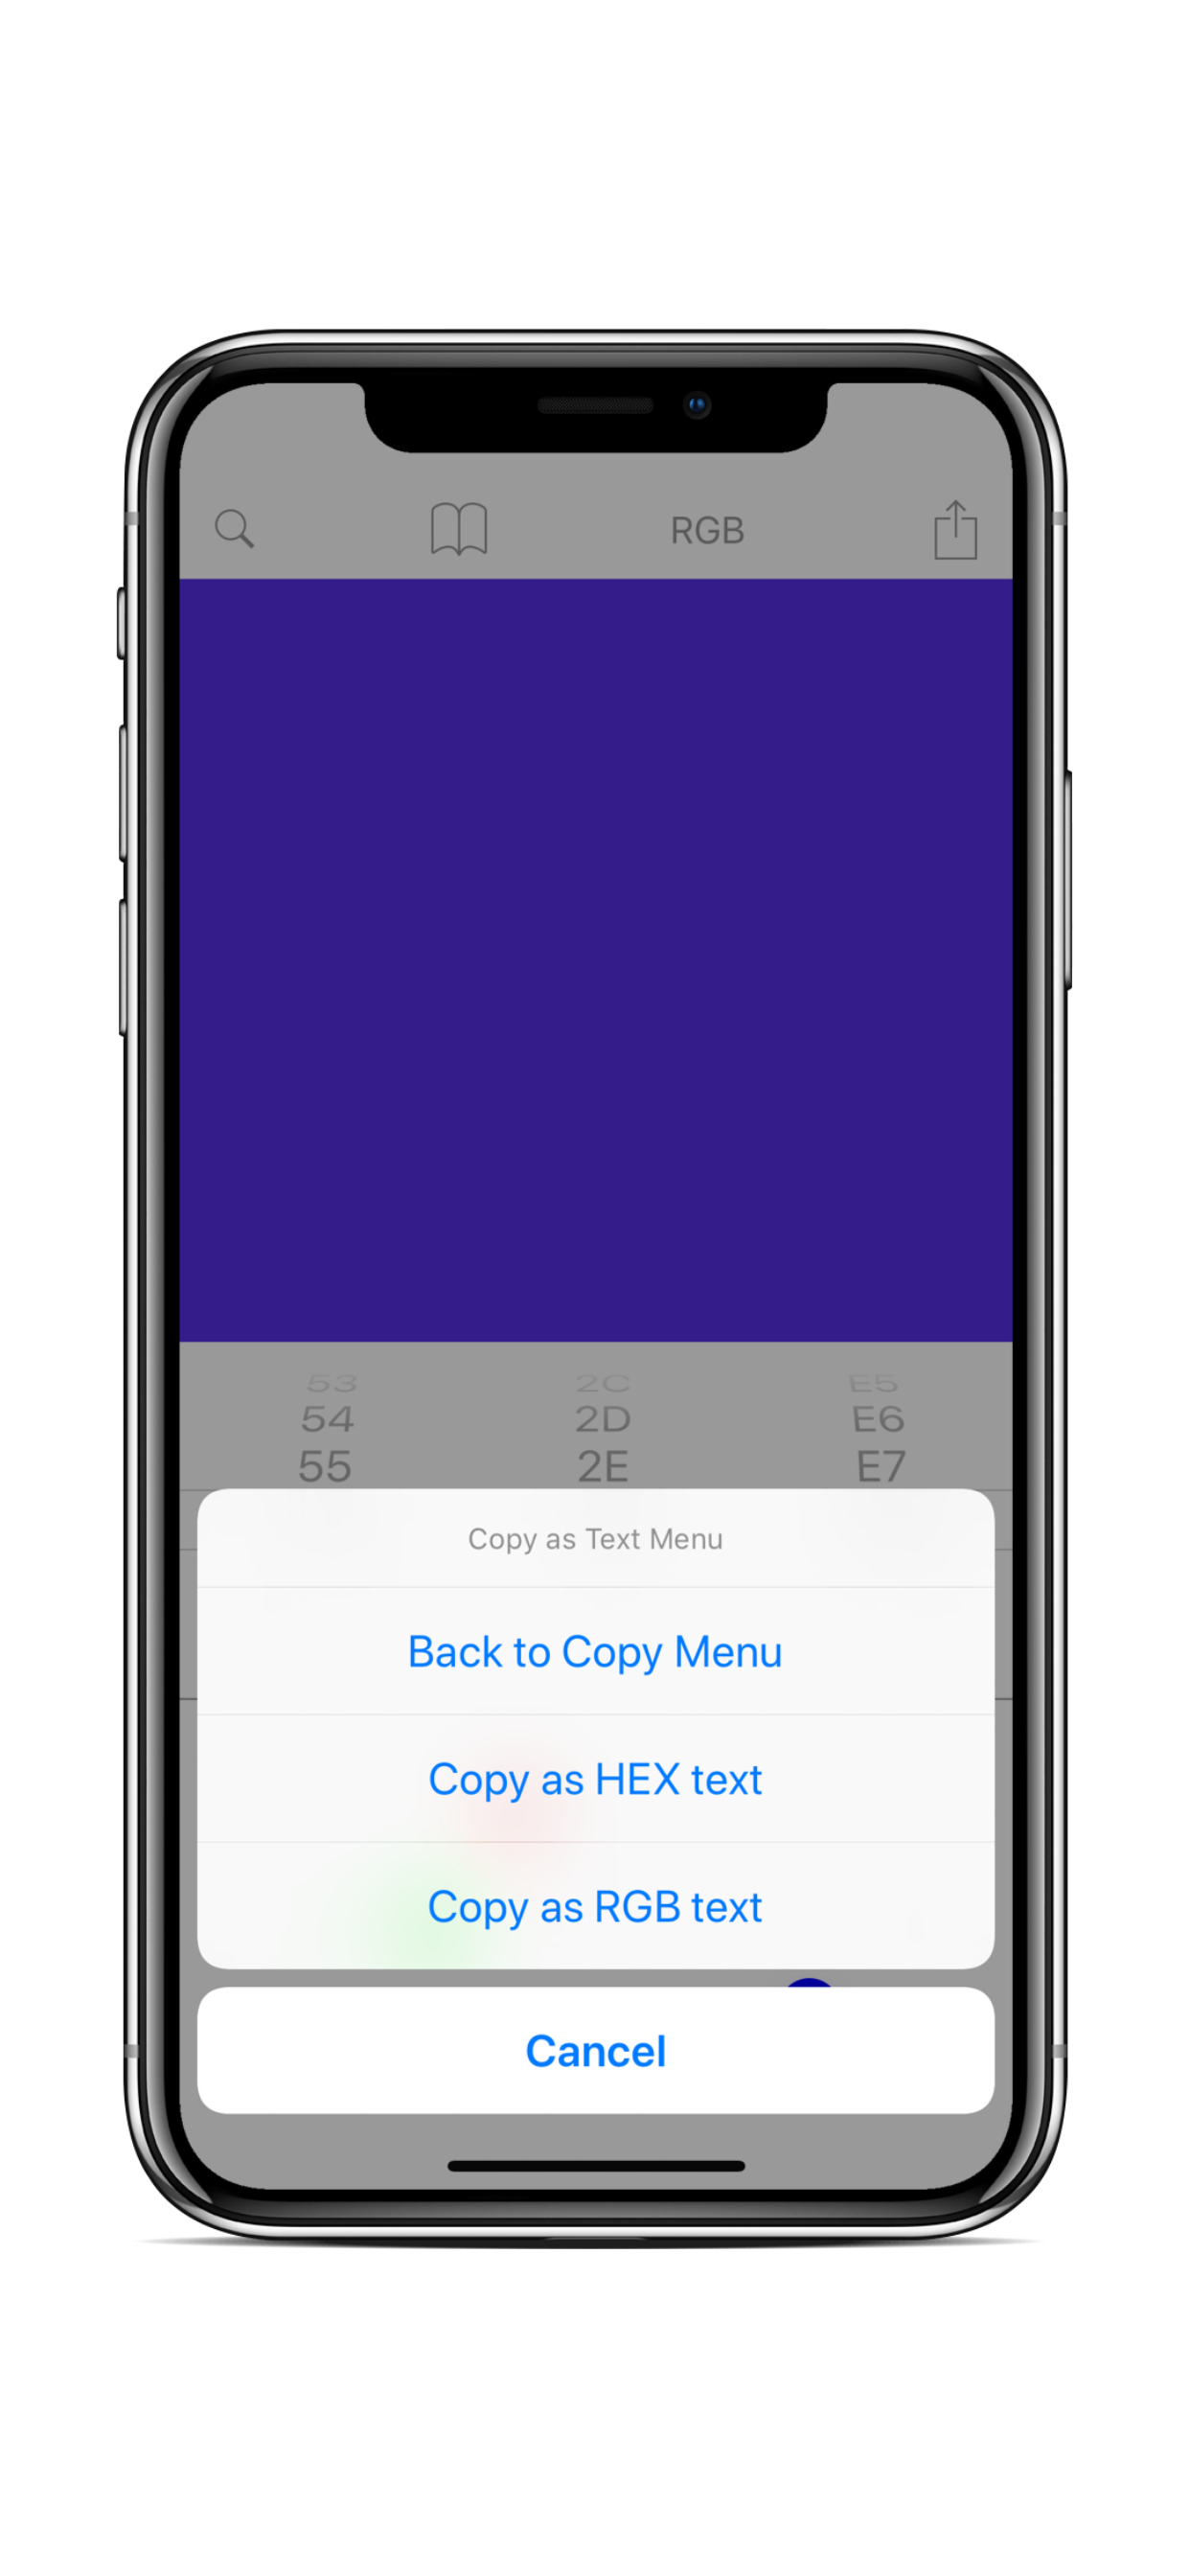 RGB
53 2C E5
54 2D E6
55 2E E7
Copy as Text Menu
Back to Copy Menu
Copy as HEX text
Copy as RGB text
Cancel